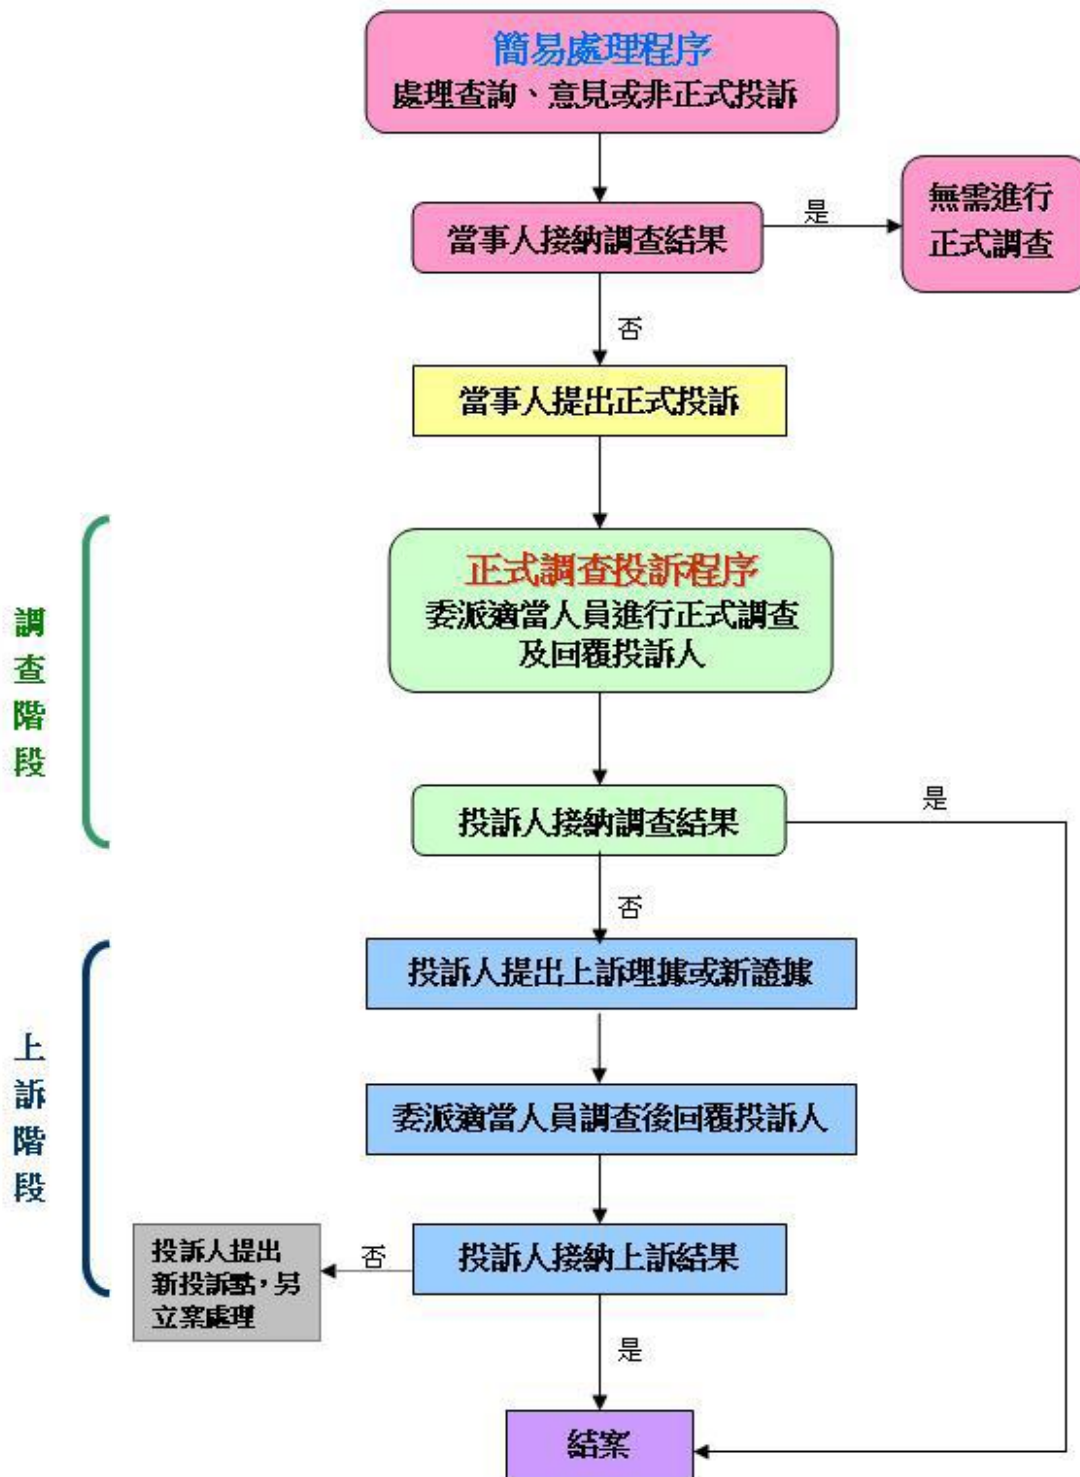 簡易處理程序
處理查詢、意見或非正式投訴
當事人接納調查結果
是
無需進行
正式調查
否
當事人提出正式投訴
調
查
階
段
正式調查投訴程序
委派適當人員進行正式調查
及回覆投訴人
投訴人接納調查結果
是
否
上
訴
階
段
投訴人提出上訴理據或新證據
委派適當人員調查後回覆投訴人
投訴人接納上訴結果
否
投訴人提出
新投訴點，另
立案處理
是
結案